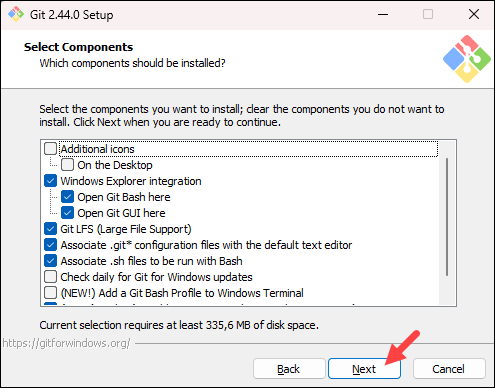 Git 2.44.0 Setup
Select Components
Which components should be installed?
Select the components you want to install; clear the components you do not want to
install. Click Next when you are ready to continue.
Additional icons
On the Desktop
Windows Explorer integration
Open Git Bash here
Open Git GUI here
Git LFS (Large File Support)
Associate .git* configuration files with the default text editor
Associate .sh files to be run with Bash
Check daily for Git for Windows updates
(NEW!) Add a Git Bash Profile to Windows Terminal
Current selection requires at least 335,6 MB of disk space.
https://gitforwindows.org/
Back
Next
Cancel